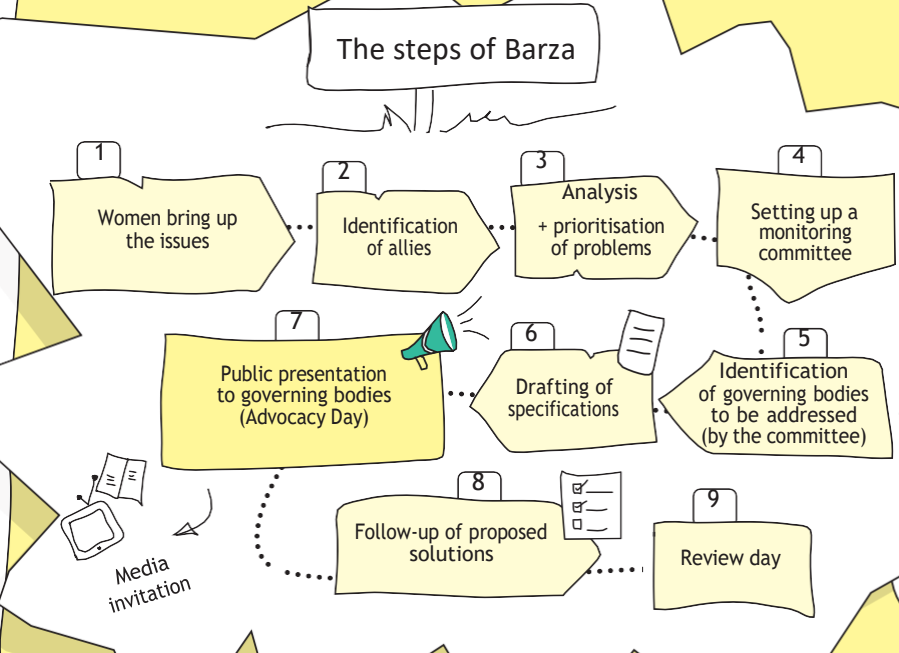 The steps of Barza
1
Women bring up
the issues
2
Identification
of allies
3
Analysis
+ prioritisation
of problems
4
Setting up a
monitoring
committee
5
Identification
of governing bodies
to be addressed
(by the committee)
6
Drafting of
specifications
7
Public presentation
to governing bodies
(Advocacy Day)
Media
invitation
8
Follow-up of proposed
solutions
9
Review day